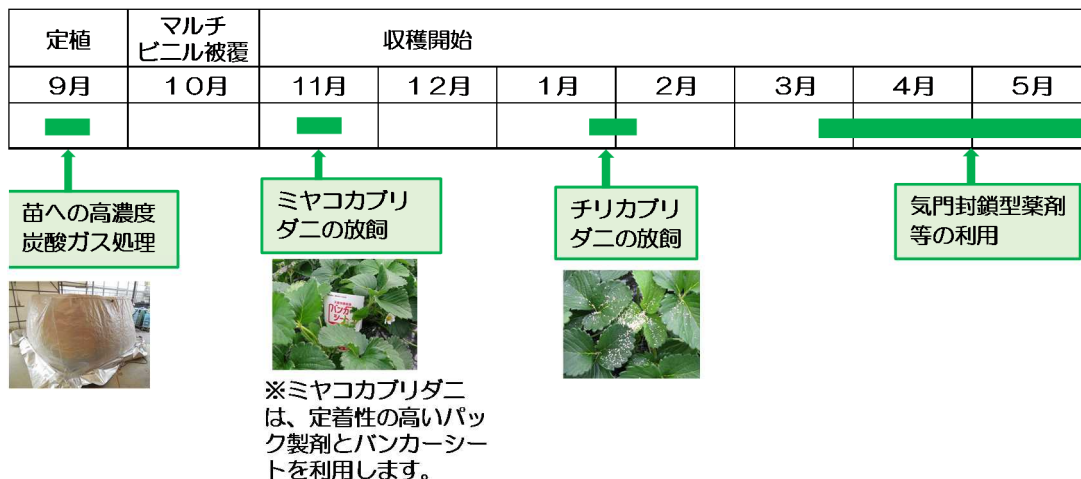 定植
マルチ
ビニル被覆
収穫開始
9月
10月
11月
12月
1月
2月
3月
4月
5月
苗への高濃度
炭酸ガス処理
ミヤコカブリ
ダニの放飼
チリカブリ
ダニの放飼
気門封鎖型薬剤
等の利用
バンカー
シート
※ミヤコカブリダニ
は、定着性の高いパッ
ク製剤とバンカーシー
トを利用します。